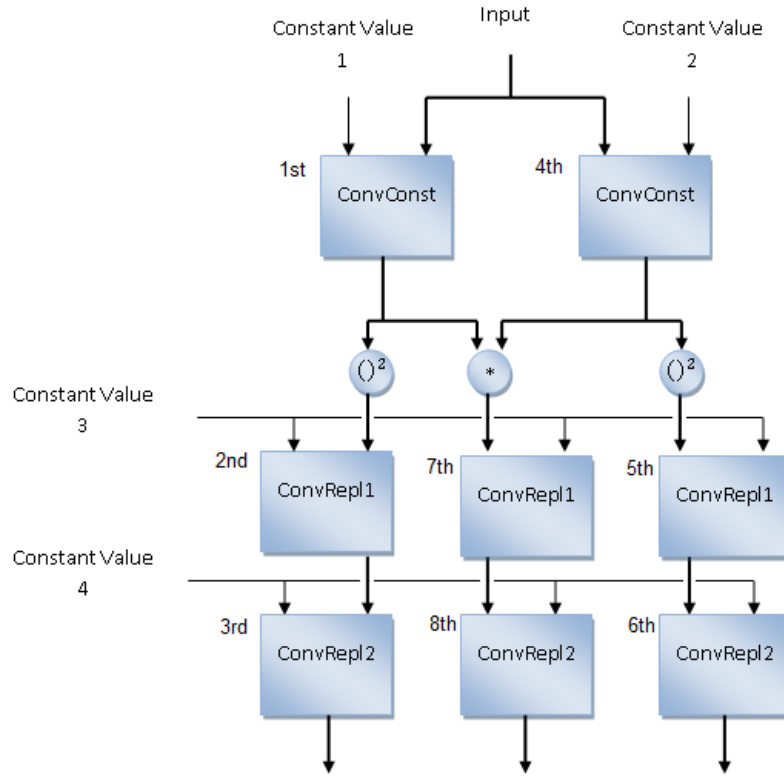 Input
Constant Value
1
Constant Value
2
1st
ConvConst
4th
ConvConst
()²
*
()²
Constant Value
3
2nd
ConvRepl1
7th
ConvRepl1
5th
ConvRepl1
Constant Value
4
3rd
ConvRepl2
8th
ConvRepl2
6th
ConvRepl2